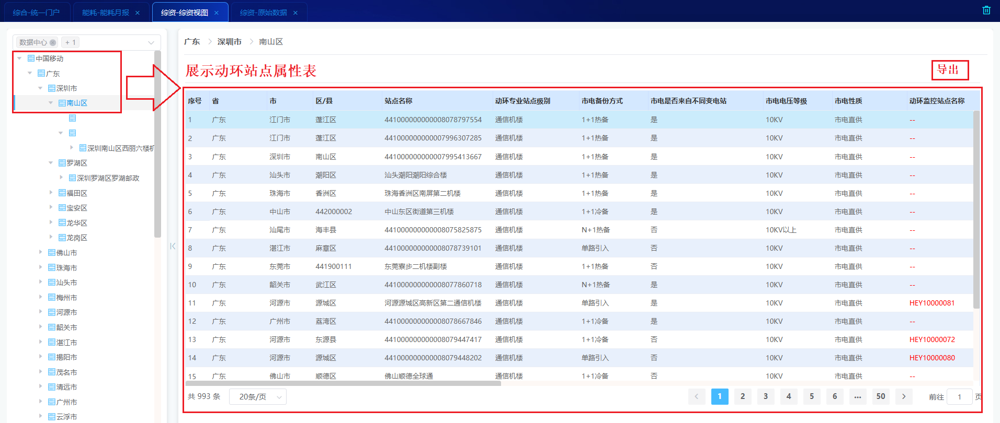 综合-统一门户
能耗-能耗月报
综资-综资视图
综资-原始数据
数据中心
+ 1
中国移动
广东
深圳市
南山区
深圳南山区西丽六楼机
罗湖区
深圳罗湖区罗湖邮政
福田区
宝安区
龙华区
龙岗区
佛山市
珠海市
汕头市
梅州市
河源市
韶关市
湛江市
揭阳市
茂名市
清远市
广州市
云浮市
广东 > 深圳市 > 南山区
展示动环站点属性表
导出
序号 省 市 区/县 站点名称 动环专业站点级别 市电备份方式 市电是否来自不同变电站 市电电压等级 市电性质 动环监控站点名称
1 广东 江门市 蓬江区 441000000000008078797554 通信机楼 1+1热备 是 10KV 市电直供 --
2 广东 江门市 蓬江区 441000000000007996307285 通信机楼 1+1热备 是 10KV 市电直供 --
3 广东 深圳市 南山区 441000000000007995413667 通信机楼 1+1热备 是 10KV 市电直供 --
4 广东 汕头市 潮阳区 汕头潮阳潮阳综合楼 通信机楼 1+1热备 是 10KV 市电直供 --
5 广东 珠海市 香洲区 珠海香洲区南屏第二机楼 通信机楼 1+1热备 是 10KV 市电直供 --
6 广东 中山市 442000002 中山东区街道第三机楼 通信机楼 1+1冷备 是 10KV 市电直供 --
7 广东 汕尾市 海丰县 441000000000008075825875 通信机楼 N+1热备 否 10KV以上 市电直供 --
8 广东 湛江市 麻章区 441000000000008078739101 通信机楼 单路引入 否 10KV 市电直供 --
9 广东 东莞市 441900111 东莞寮步二机楼副楼 通信机楼 1+1热备 否 10KV 市电直供 --
10 广东 韶关市 武江区 441000000000008077860718 通信机楼 N+1热备 是 10KV 市电直供 --
11 广东 河源市 源城区 河源源城区高新区第二通信机楼 通信机楼 单路引入 是 10KV 市电直供 HEY10000081
12 广东 广州市 荔湾区 441000000000008078667846 通信机楼 1+1冷备 是 10KV 市电直供 --
13 广东 河源市 东源县 441000000000008079447417 通信机楼 1+1冷备 否 10KV 市电直供 HEY10000072
14 广东 河源市 源城区 441000000000008079448202 通信机楼 单路引入 否 10KV 市电直供 HEY10000080
15 广东 佛山市 顺德区 佛山顺德全球通 通信机楼 1+1冷备 否 10KV 市电直供 --
共 993 条 20条/页 < 1 2 3 4 5 6 ... 50 > 前往 1 页